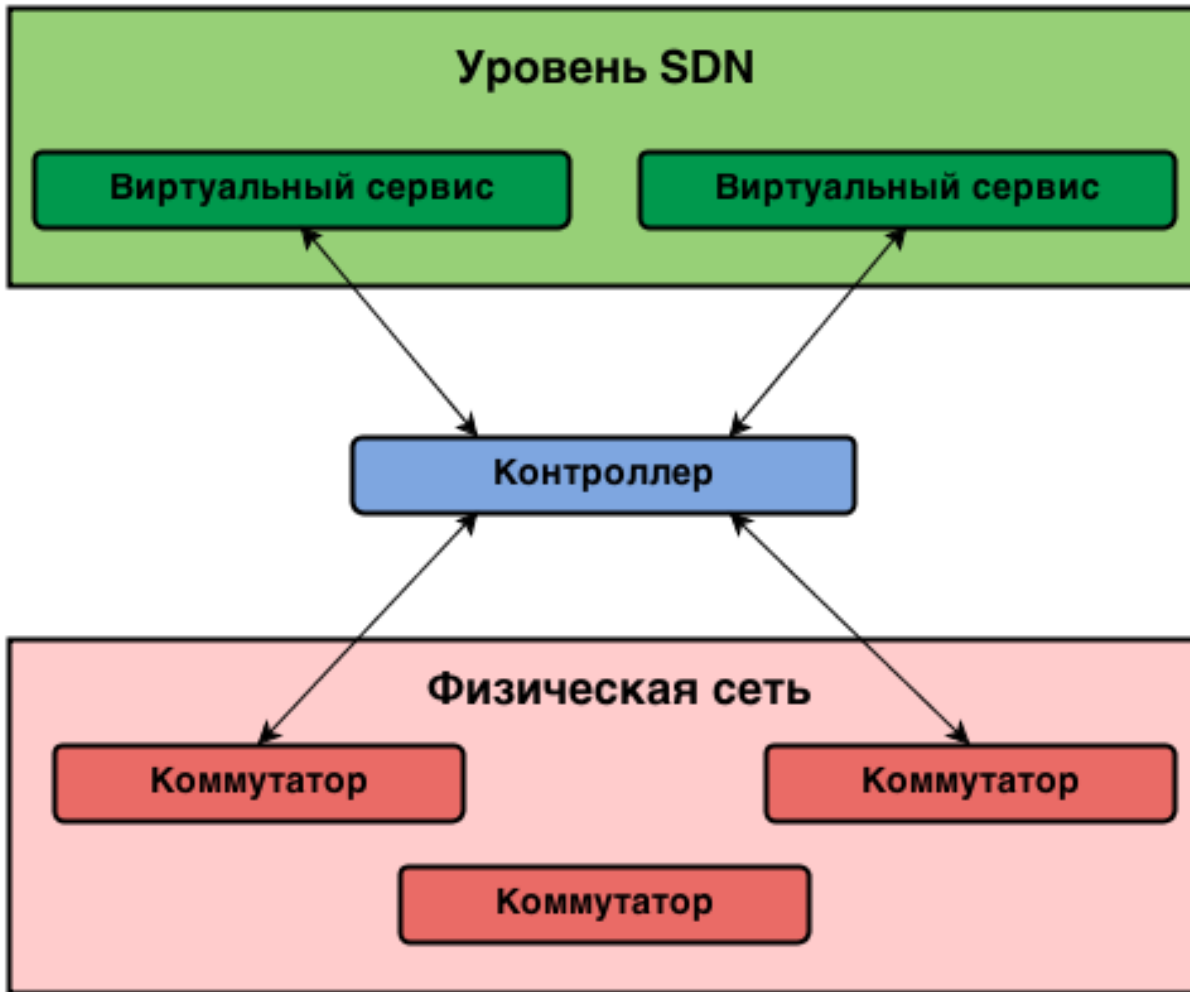 Уровень SDN
Виртуальный сервис
Виртуальный сервис
Контроллер
Физическая сеть
Коммутатор
Коммутатор
Коммутатор